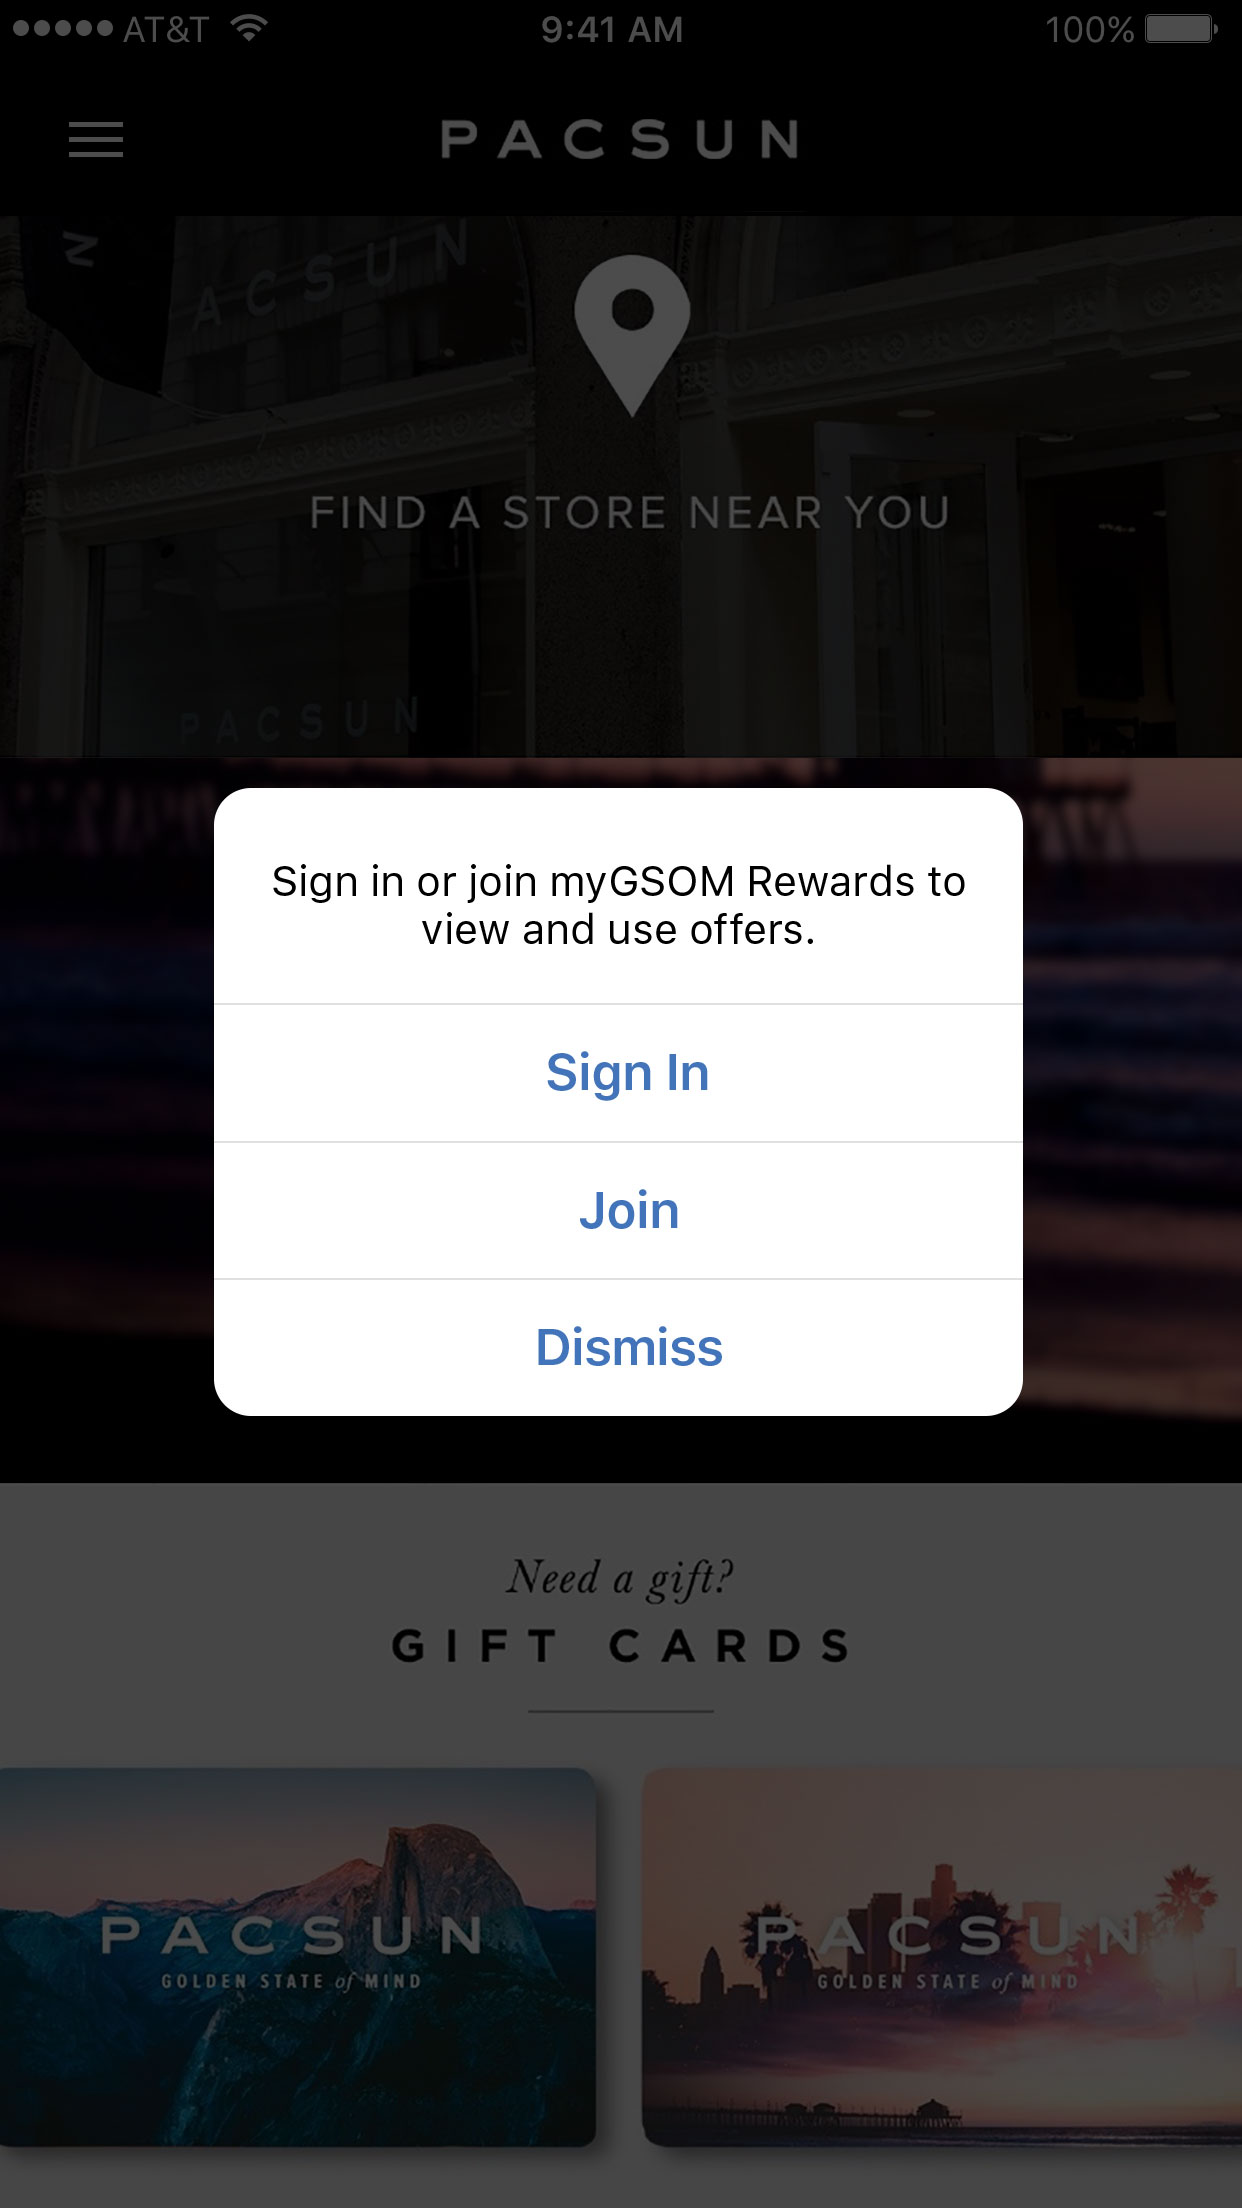 AT&T 9:41 AM 100%
PACSUN
N
ACSUN
FIND A STORE NEAR YOU
PACSUN
Sign in or join myGSOM Rewards to
view and use offers.
Sign In
Join
Dismiss
Need a gift?
GIFT CARDS
PACSUN
GOLDEN STATE of MIND
PACSUN
GOLDEN STATE of MIND